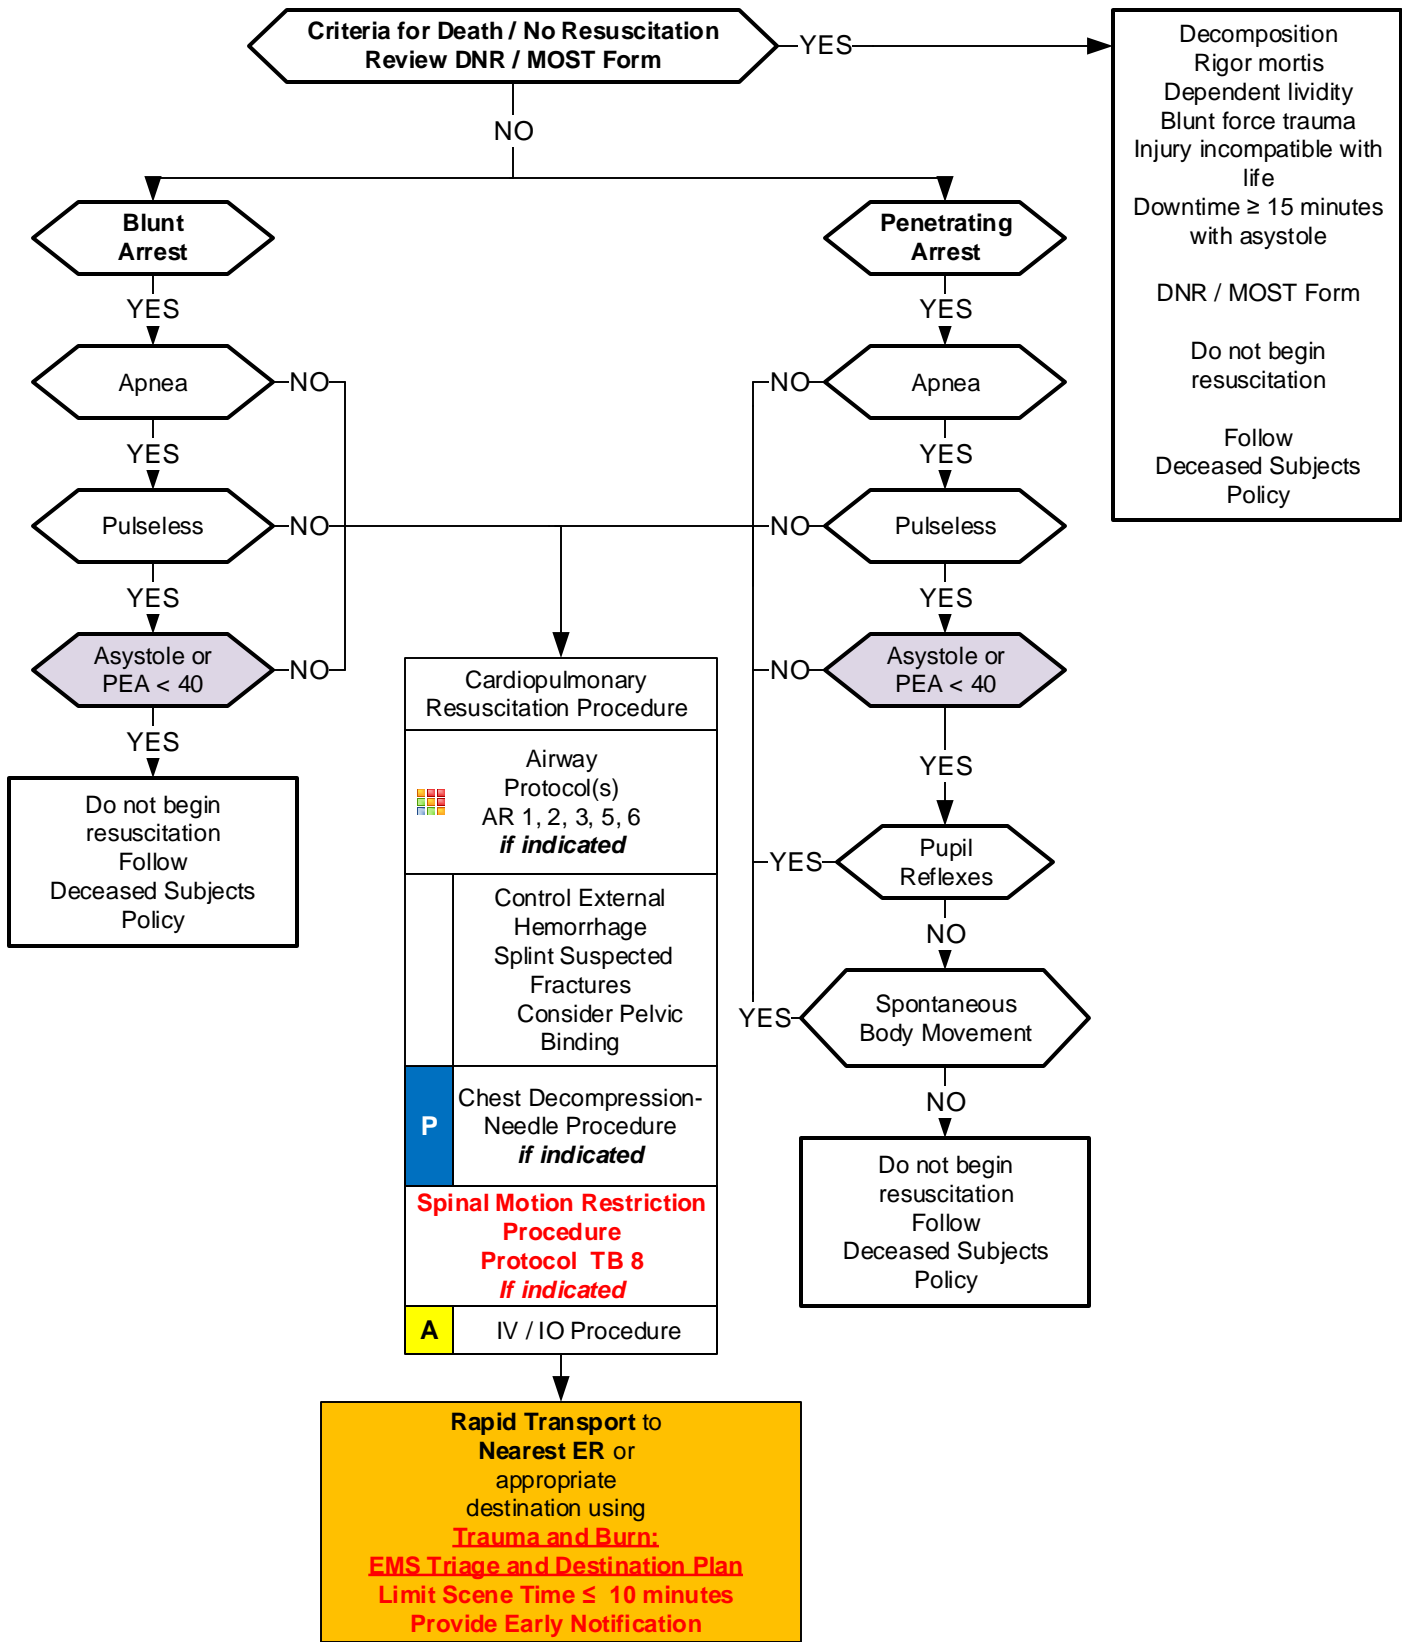 Criteria for Death / No Resuscitation
Review DNR / MOST Form
YES
Decomposition
Rigor mortis
Dependent lividity
Blunt force trauma
Injury incompatible with
life
Downtime ≥ 15 minutes
with asystole
DNR / MOST Form
Do not begin
resuscitation
Follow
Deceased Subjects
Policy
NO
Blunt
Arrest
YES
Apnea
NO
YES
Pulseless
NO
YES
Asystole or
PEA < 40
NO
YES
Do not begin
resuscitation
Follow
Deceased Subjects
Policy
Penetrating
Arrest
YES
Apnea
NO
YES
Pulseless
NO
YES
Asystole or
PEA < 40
NO
YES
Pupil
Reflexes
YES
NO
Spontaneous
Body Movement
YES
NO
Do not begin
resuscitation
Follow
Deceased Subjects
Policy
Cardiopulmonary
Resuscitation Procedure
Airway
Protocol(s)
AR 1, 2, 3, 5, 6
if indicated
Control External
Hemorrhage
Splint Suspected
Fractures
Consider Pelvic
Binding
P
Chest Decompression-
Needle Procedure
if indicated
Spinal Motion Restriction
Procedure
Protocol TB 8
If indicated
A
IV / IO Procedure
Rapid Transport to
Nearest ER or
appropriate
destination using
Trauma and Burn:
EMS Triage and Destination Plan
Limit Scene Time ≤ 10 minutes
Provide Early Notification